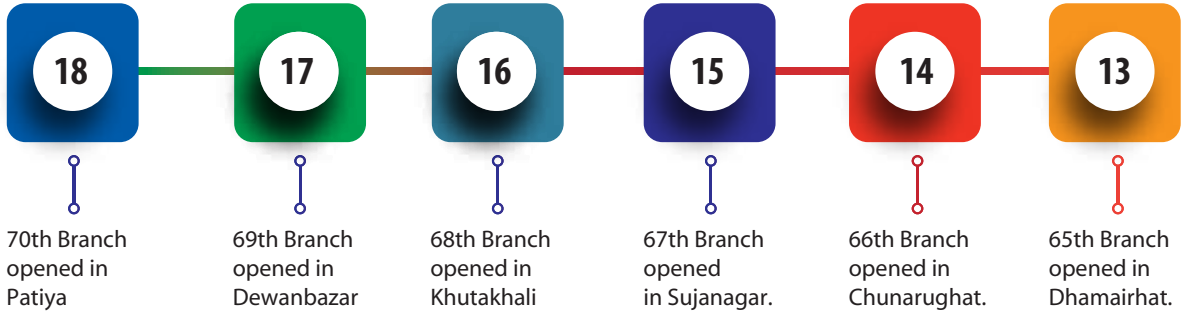 18
17
16
15
14
13
70th Branch
opened in
Patiya
69th Branch
opened in
Dewanbazar
68th Branch
opened in
Khutakhali
67th Branch
opened
in Sujanagar.
66th Branch
opened in
Chunarughat.
65th Branch
opened in
Dhamairhat.